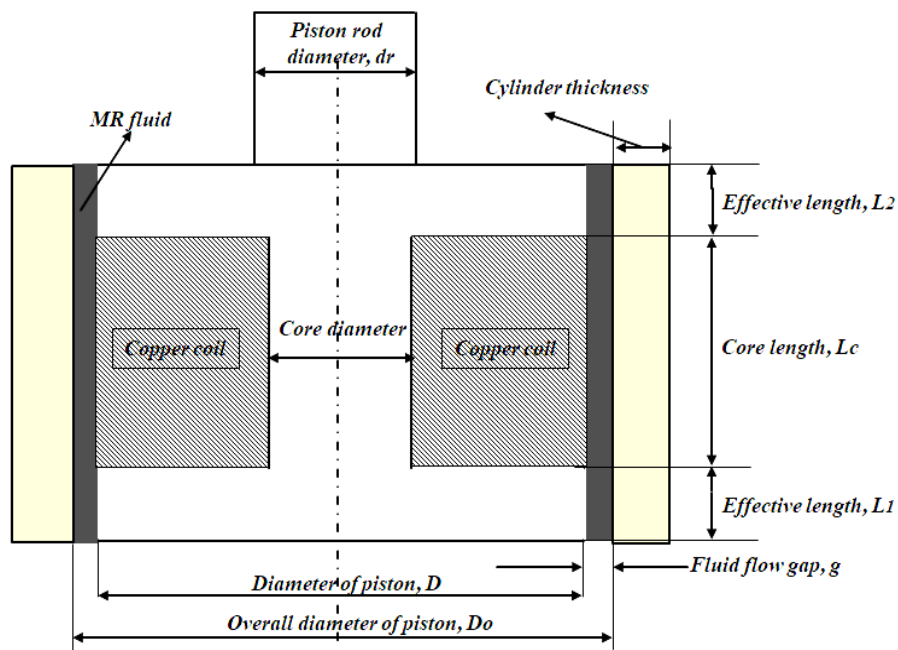 Piston rod
diameter, dr
Cylinder thickness
MR fluid
Effective length, L2
Copper coil
Core diameter
Copper coil
Core length, Lc
Effective length, L1
Fluid flow gap, g
Diameter of piston, D
Overall diameter of piston, Do